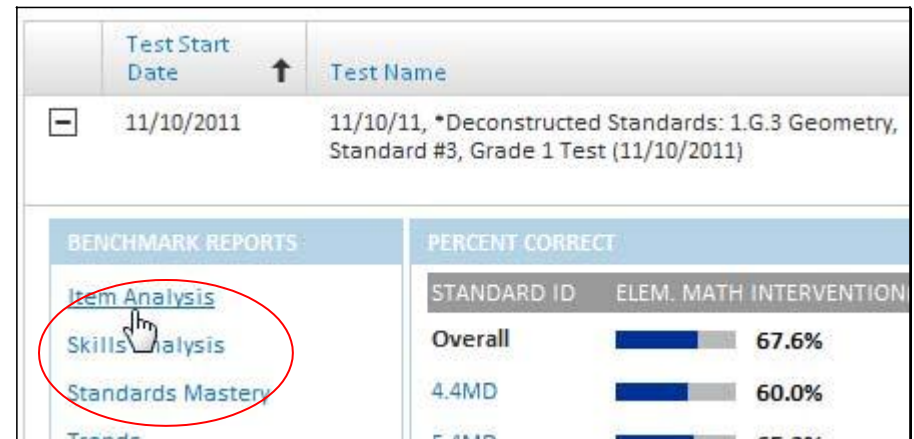 Test Start
Date
Test Name
11/10/2011
11/10/11, *Deconstructed Standards: 1.G.3 Geometry,
Standard #3, Grade 1 Test (11/10/2011)
BENCHMARK REPORTS
Item Analysis
Skills Analysis
Standards Mastery
PERCENT CORRECT
STANDARD ID ELEM. MATH INTERVENTION
Overall 67.6%
4.4MD 60.0%